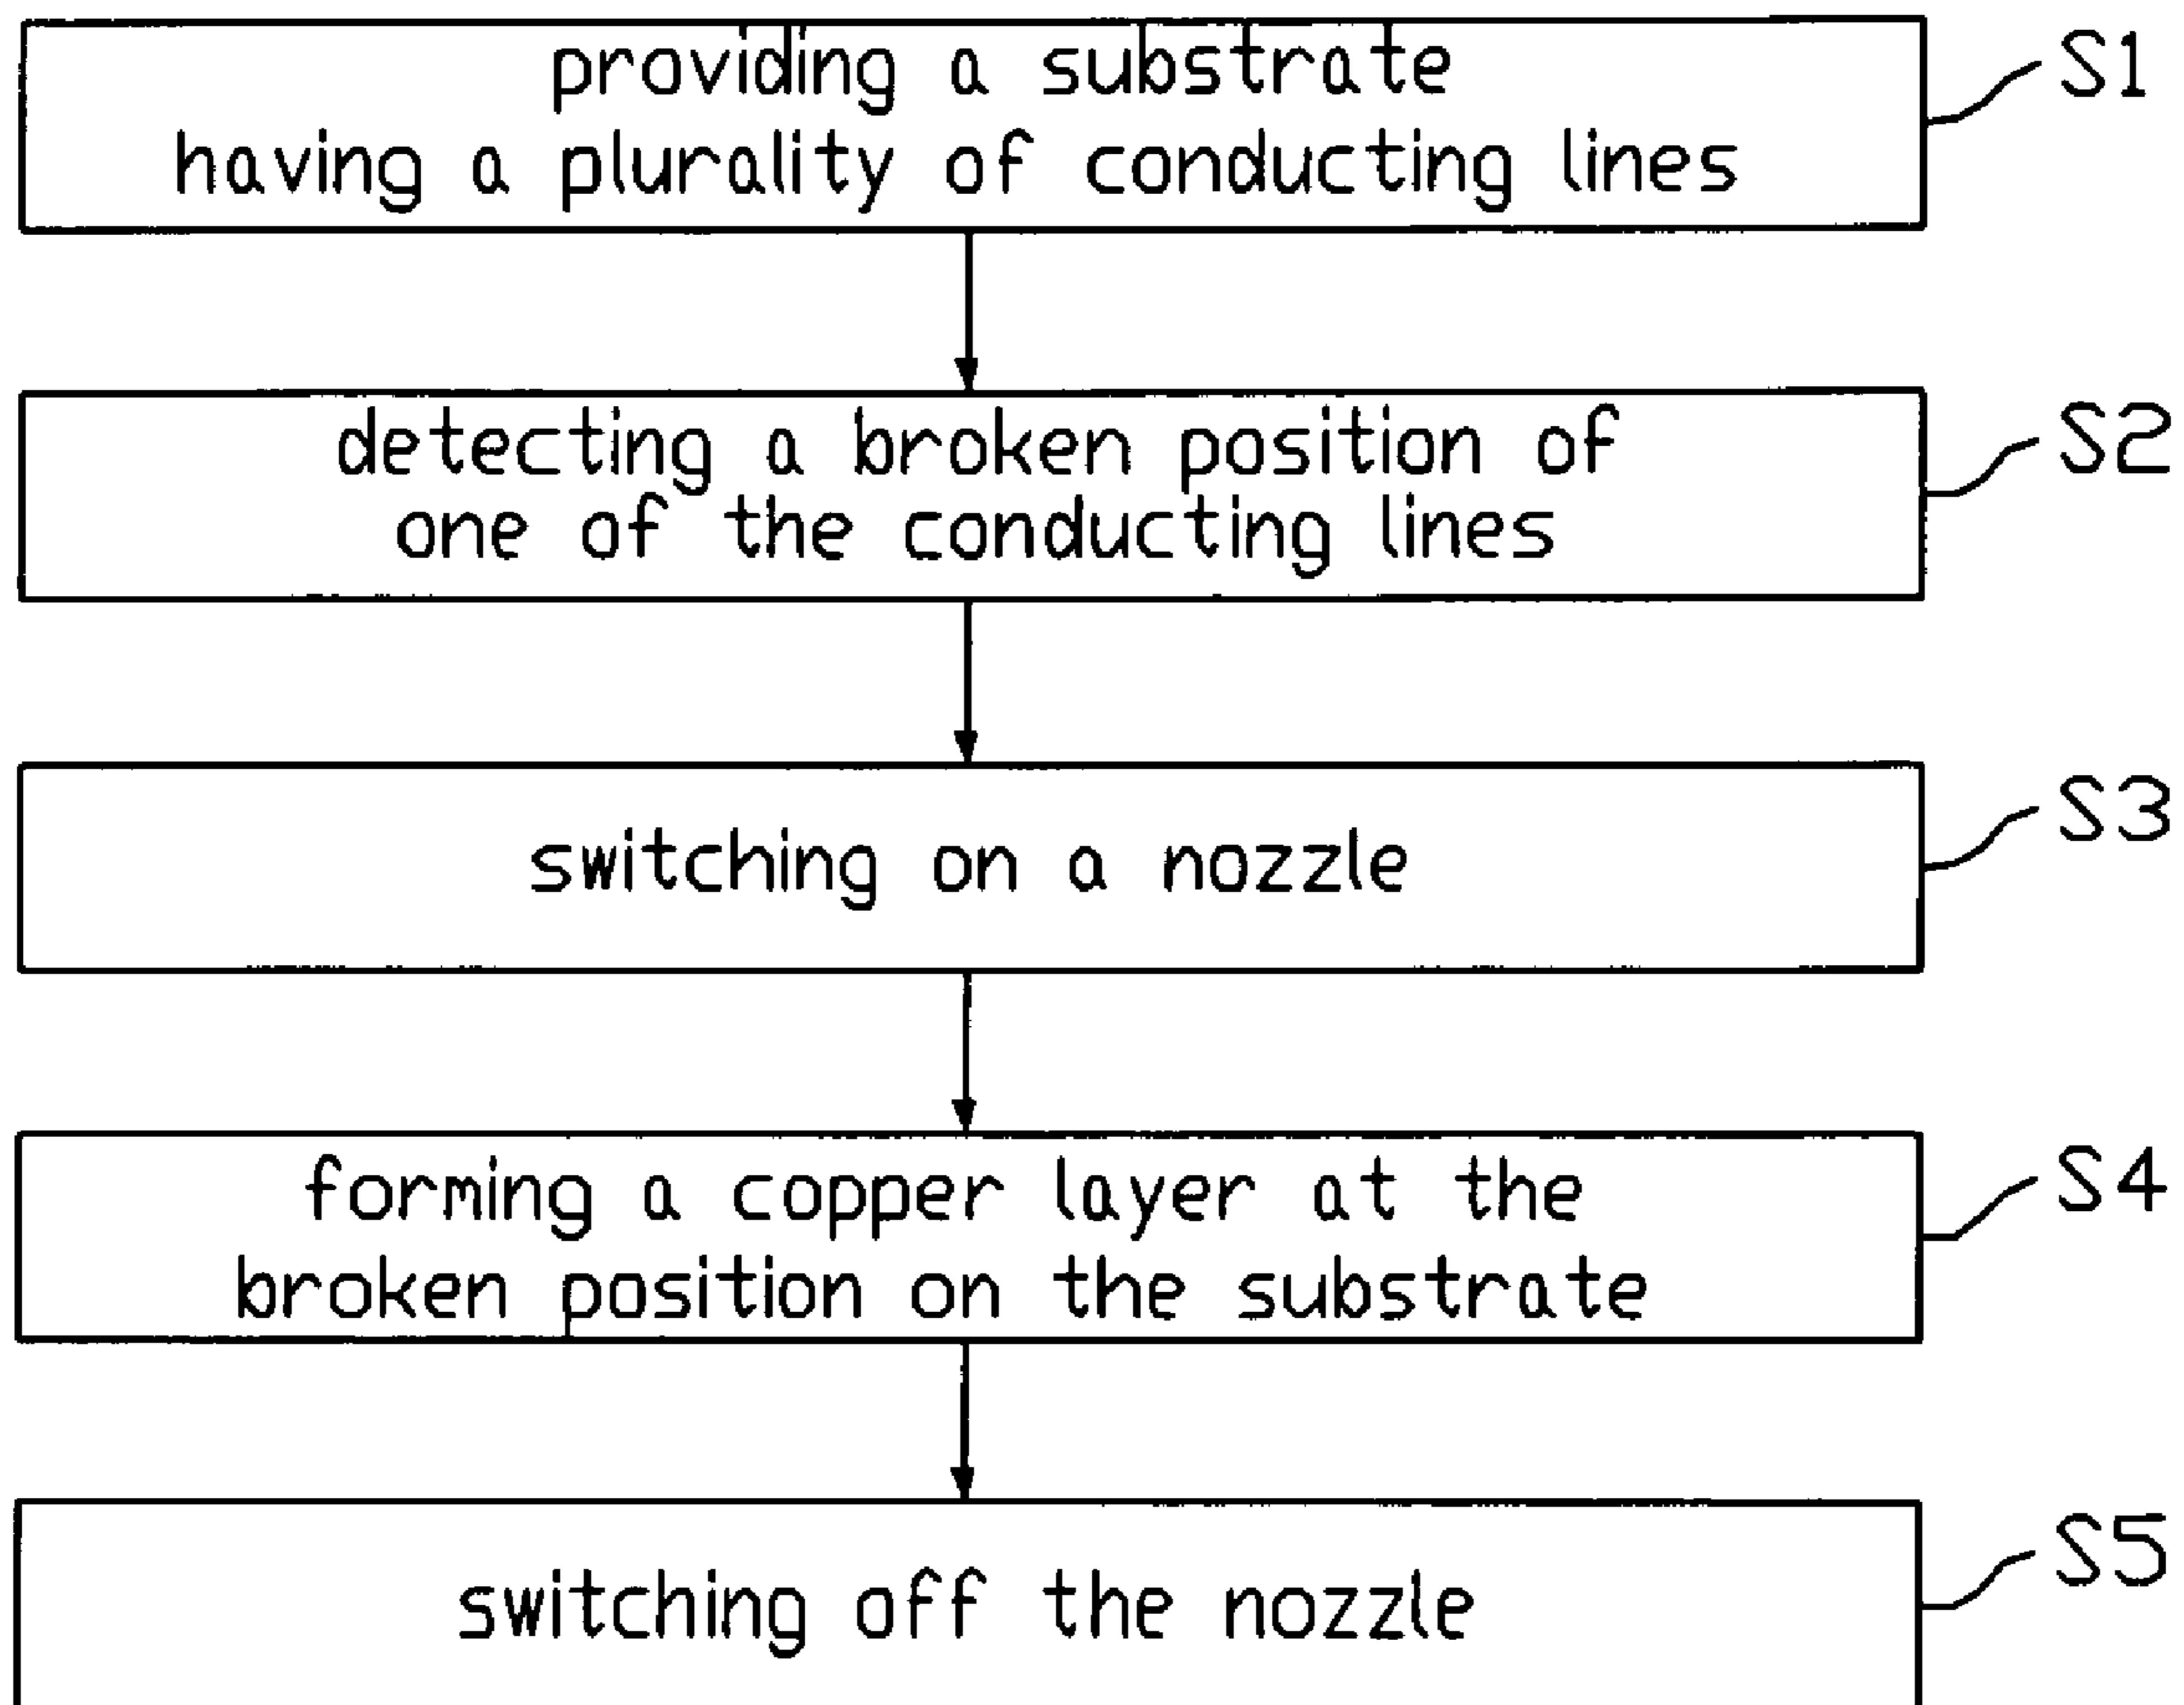 providing a substrate
having a plurality of conducting lines
S1
detecting a broken position of
one of the conducting lines
S2
switching on a nozzle
S3
forming a copper layer at the
broken position on the substrate
S4
switching off the nozzle
S5